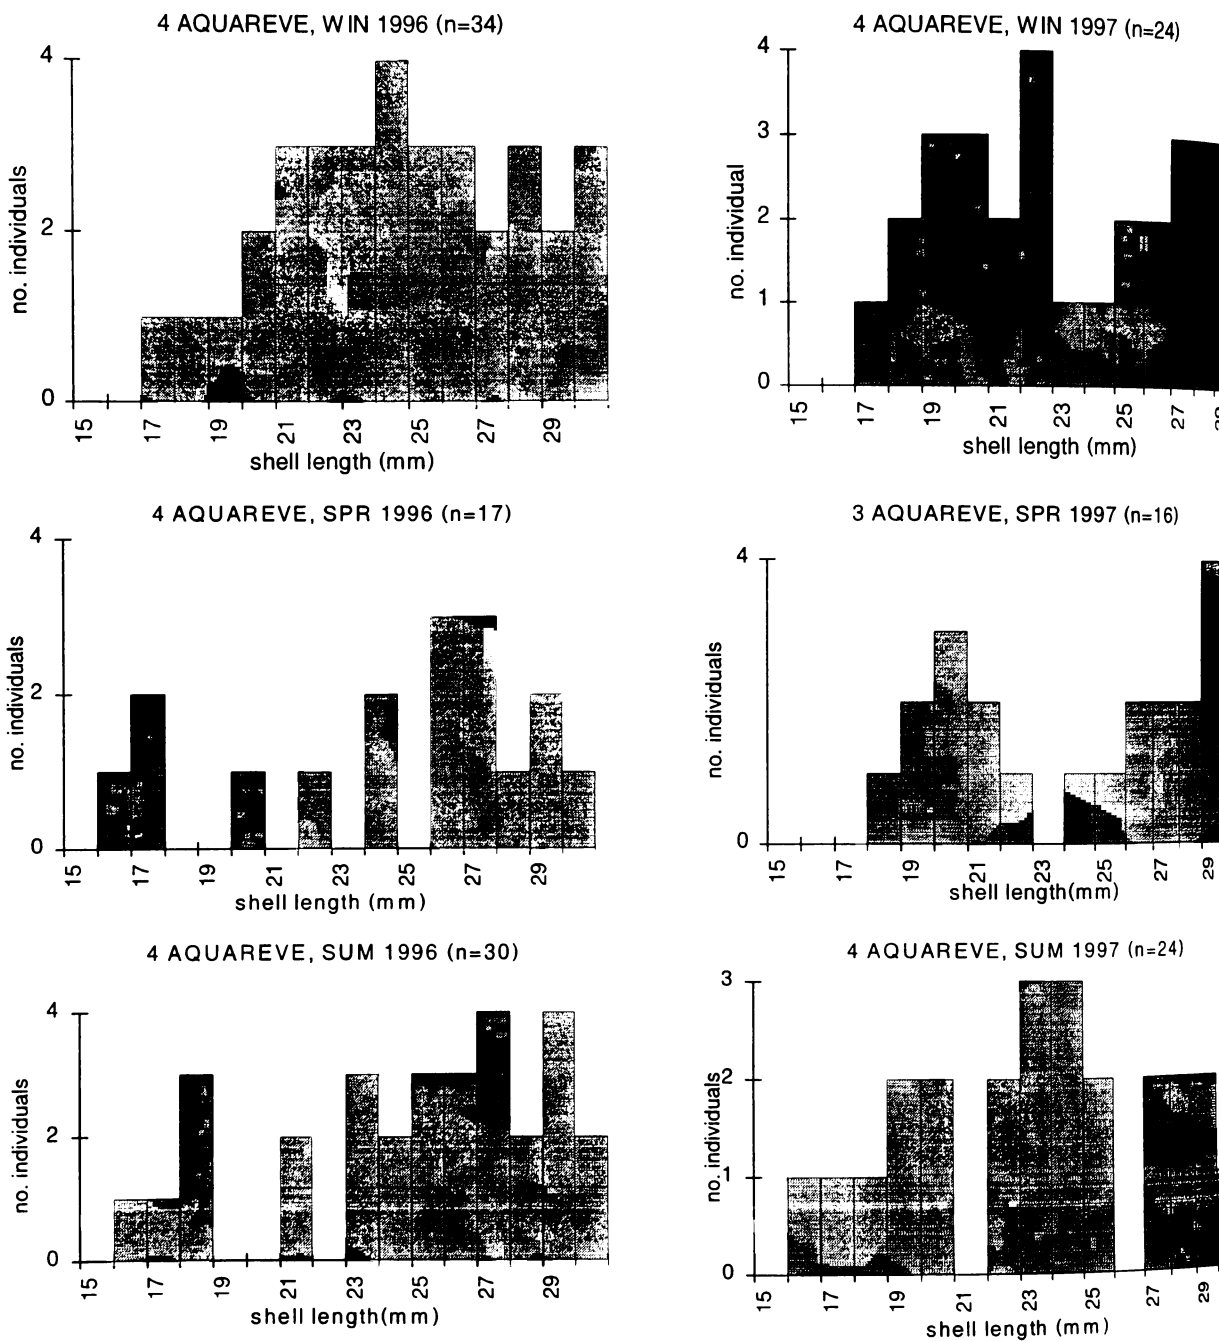 4 AQUAREVE, WIN 1996 (n=34)
4
2
0
no. individuals
15 17 19 21 23 25 27 29
shell length (mm)
4 AQUAREVE, WIN 1997 (n=24)
4
3
2
1
0
no. individual
15 17 19 21 23 25 27
shell length (mm)
4 AQUAREVE, SPR 1996 (n=17)
4
2
0
no. individuals
15 17 19 21 23 25 27 29
shell length (mm)
3 AQUAREVE, SPR 1997 (n=16)
4
2
0
no. individuals
15 17 19 21 23 25 27 29
shell length(mm)
4 AQUAREVE, SUM 1996 (n=30)
4
2
0
no. individuals
15 17 19 21 23 25 27 29
shell length(mm)
4 AQUAREVE, SUM 1997 (n=24)
3
2
1
0
no. individuals
15 17 19 21 23 25 27 29
shell length (mm)